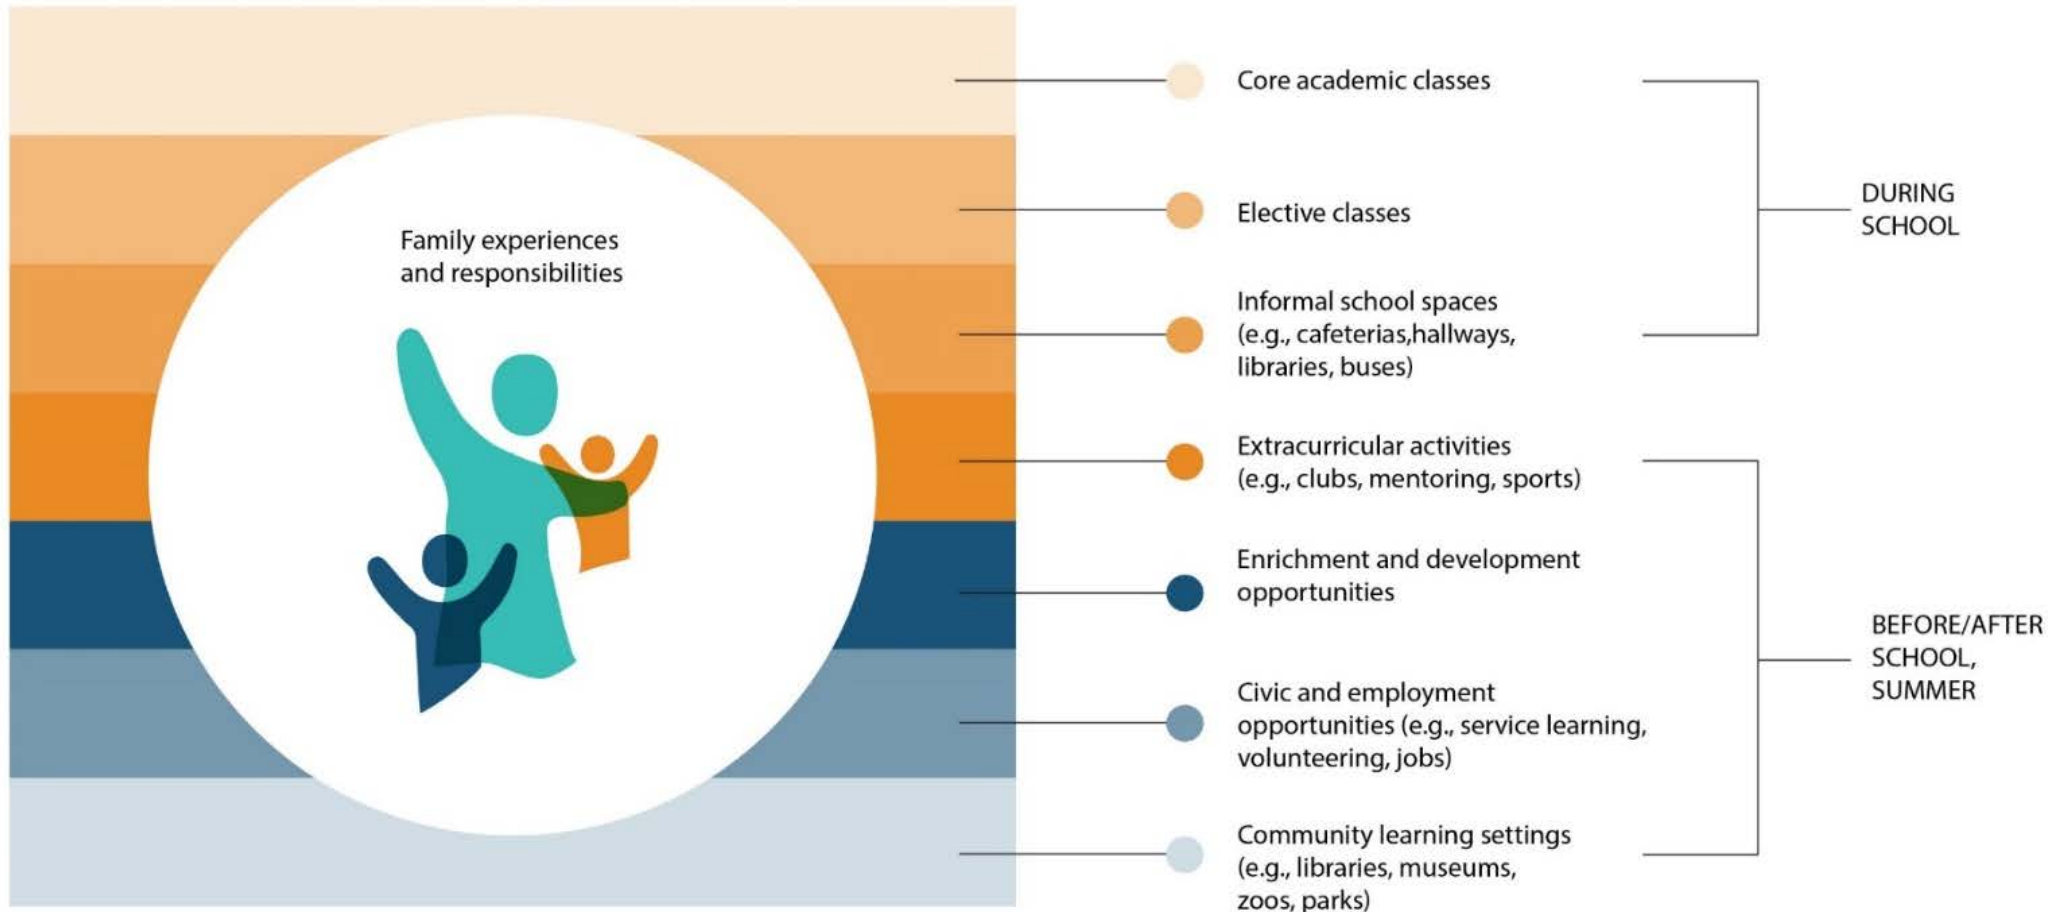 Family experiences
and responsibilities
Core academic classes
Elective classes
Informal school spaces
(e.g., cafeterias,hallways,
libraries, buses)
DURING
SCHOOL
Extracurricular activities
(e.g., clubs, mentoring, sports)
Enrichment and development
opportunities
Civic and employment
opportunities (e.g., service learning,
volunteering, jobs)
Community learning settings
(e.g., libraries, museums,
zoos, parks)
BEFORE/AFTER
SCHOOL,
SUMMER